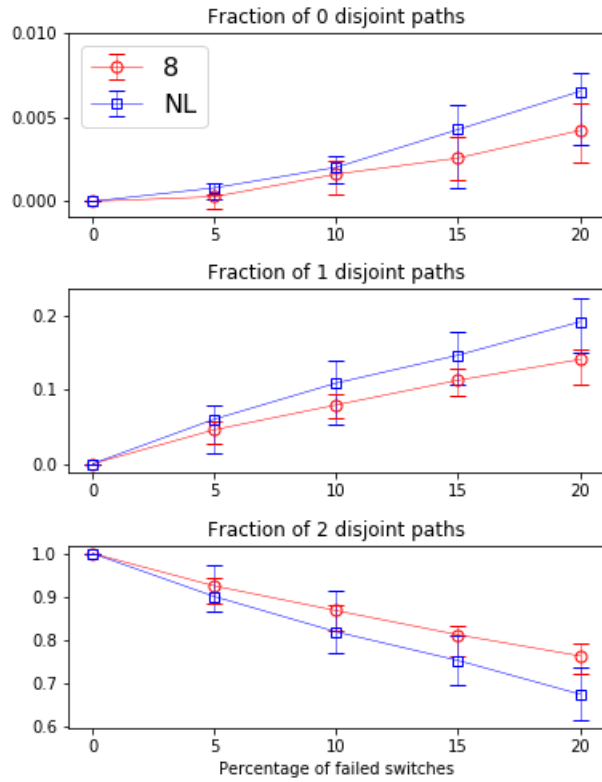 Fraction of 0 disjoint paths
0.010
0.005
0.000
8
NL
0 5 10 15 20
Fraction of 1 disjoint paths
0.2
0.1
0.0
0 5 10 15 20
Fraction of 2 disjoint paths
1.0
0.9
0.8
0.7
0.6
0 5 10 15 20
Percentage of failed switches